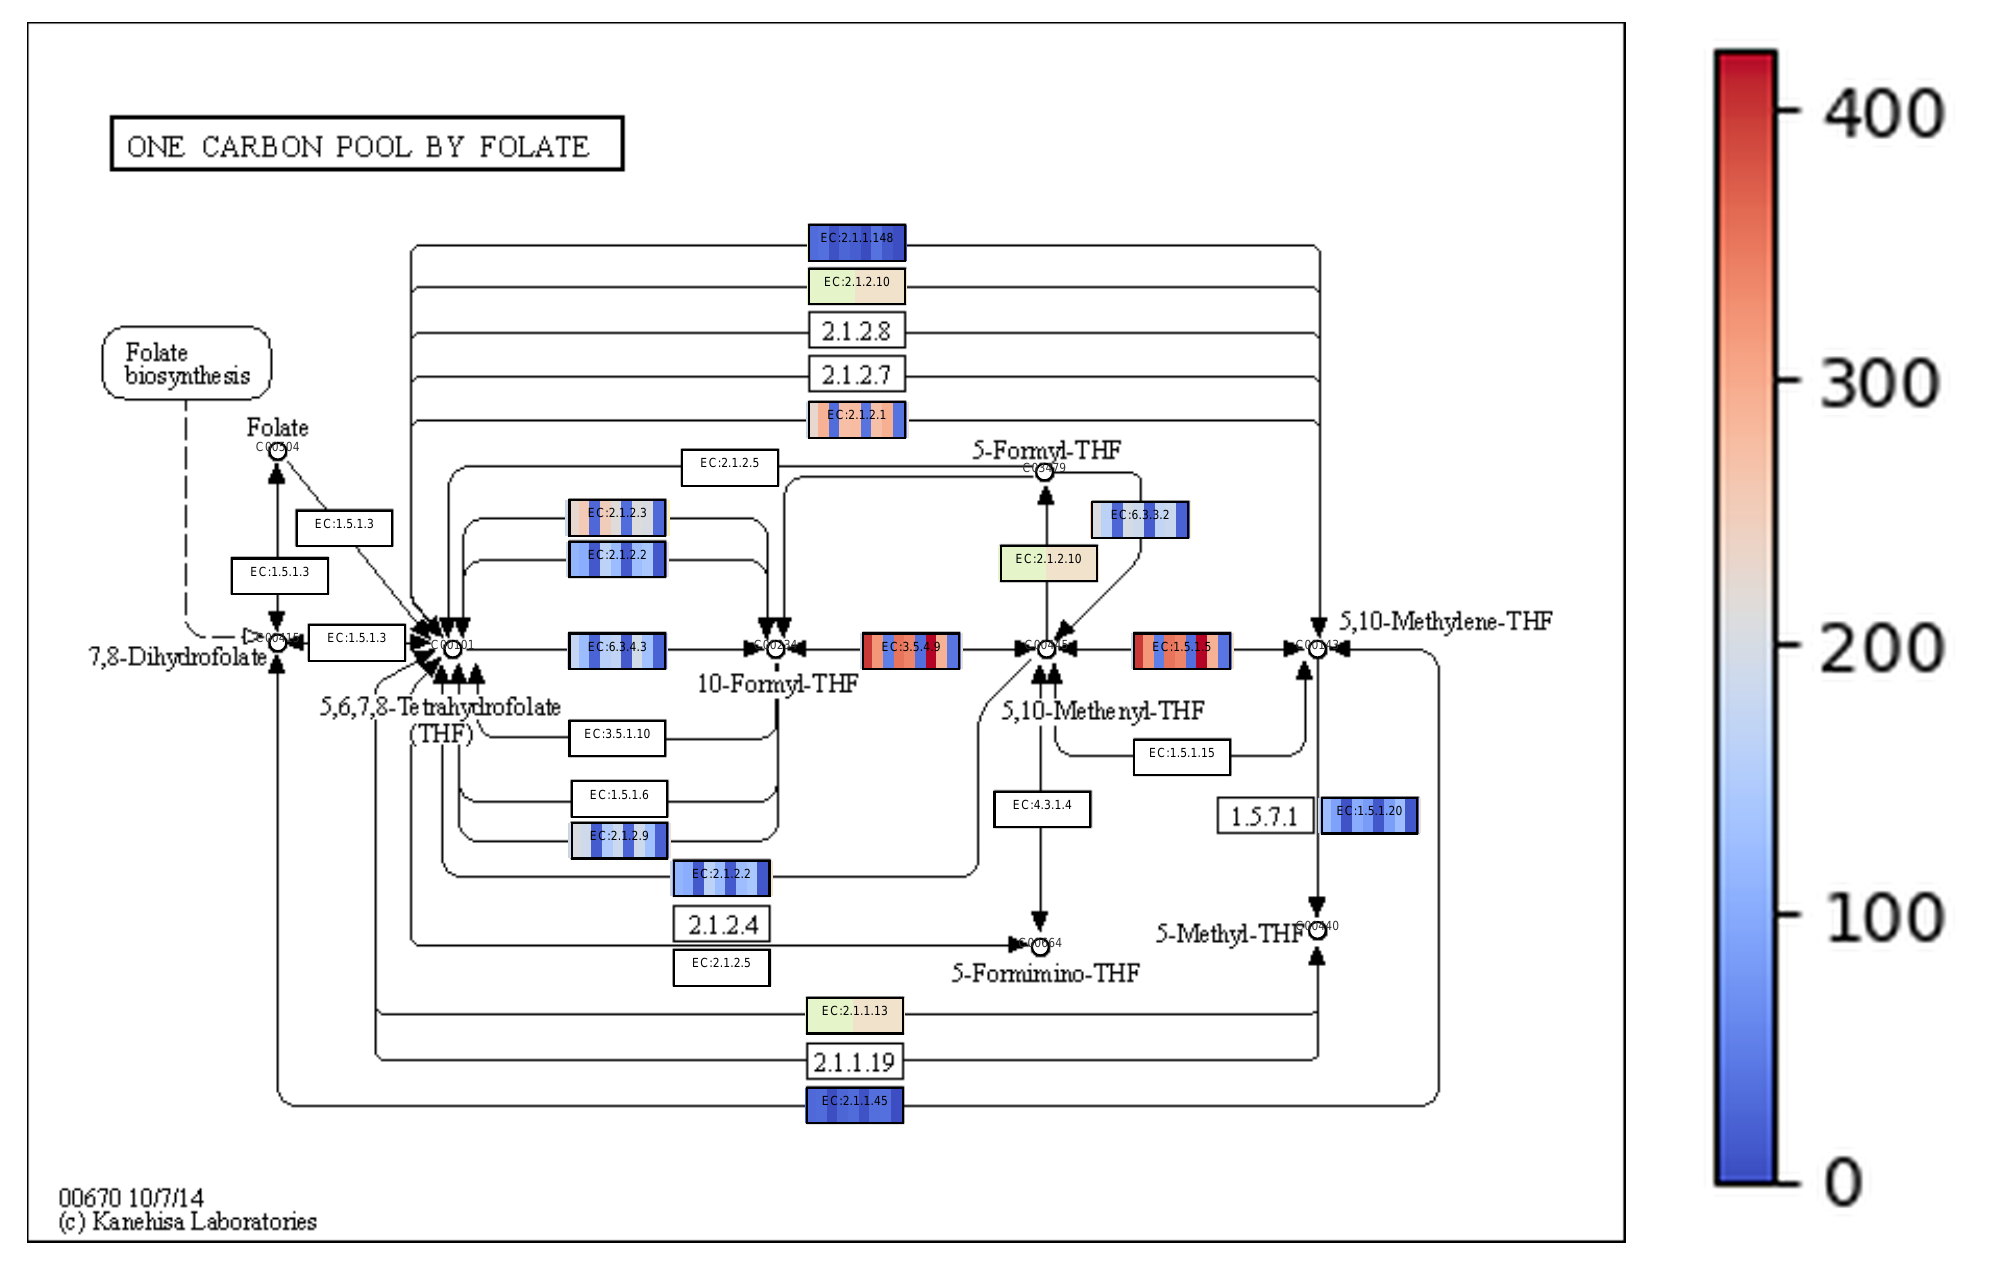 ONE CARBON POOL BY FOLATE
400
300
200
100
0
EC:2.1.1.148
EC:2.1.2.10
2.1.2.8
2.1.2.7
EC:2.1.2.1
Folate
biosynthesis
Folate
C00504
5-Formyl-THF
C03479
EC:2.1.2.5
EC:1.5.1.3
EC:2.1.2.3
EC:6.3.3.2
EC:2.1.2.2
EC:2.1.2.10
EC:1.5.1.3
EC:1.5.1.3
C00415
C00101
EC:6.3.4.3
C00234
EC:3.5.4.9
C00445
EC:1.5.1.5
C00143
5,10-Methylene-THF
7,8-Dihydrofolate
10-Formyl-THF
5,6,7,8-Tetrahydrofolate
(THF)
5,10-Methenyl-THF
EC:3.5.1.10
EC:1.5.1.15
EC:1.5.1.6
EC:4.3.1.4
1.5.7.1
EC:1.5.1.20
EC:2.1.2.9
EC:2.1.2.2
2.1.2.4
5-Methyl-THF
C00440
C00664
EC:2.1.2.5
5-Formimino-THF
EC:2.1.1.13
2.1.1.19
EC:2.1.1.45
00670 10/7/14
(c) Kanehisa Laboratories